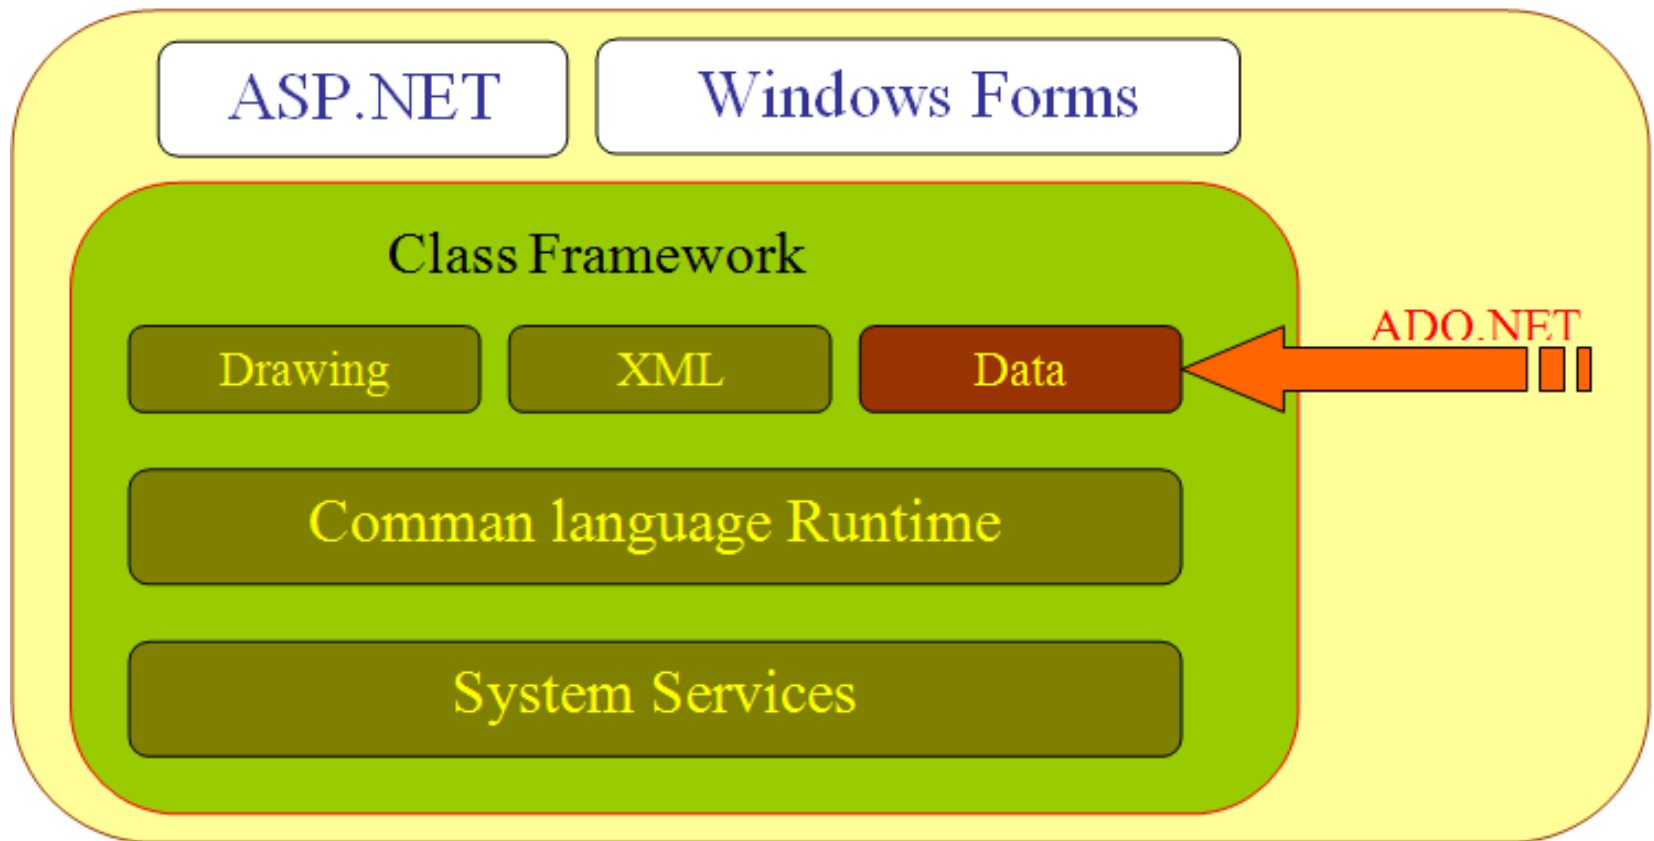 ASP.NET
Windows Forms
Class Framework
ADO.NET
Drawing
XML
Data
Comman language Runtime
System Services